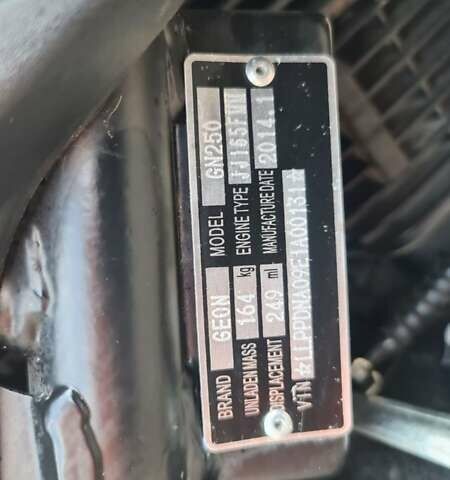 BRAND GEON MODEL GN250
UNLADEN MASS 164 kg ENGINE TYPE
DISPLACEMENT 249 ml MANUFACTURE DATE 2014.1
VIN